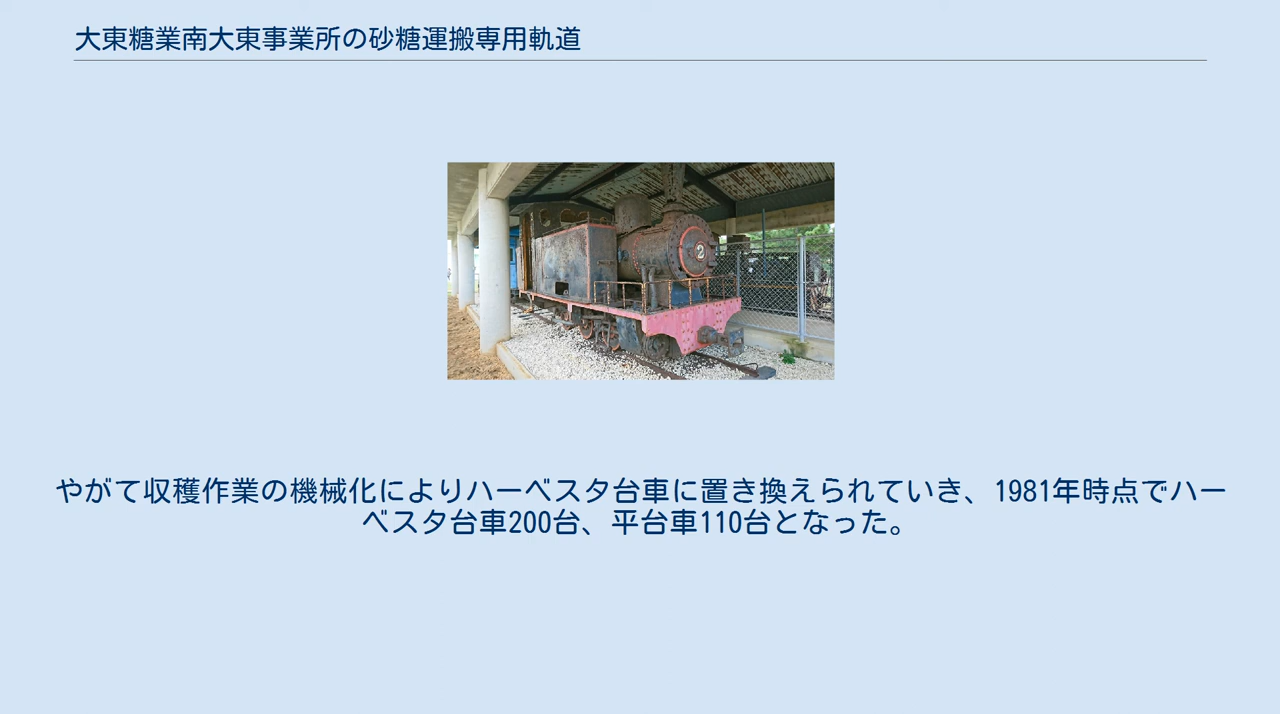 大東糖業南大東事業所の砂糖運搬専用軌道
2
やがて収穫作業の機械化によりハーベスタ台車に置き換えられていき、1981年時点でハー
ベスタ台車200台、平台車110台となった。